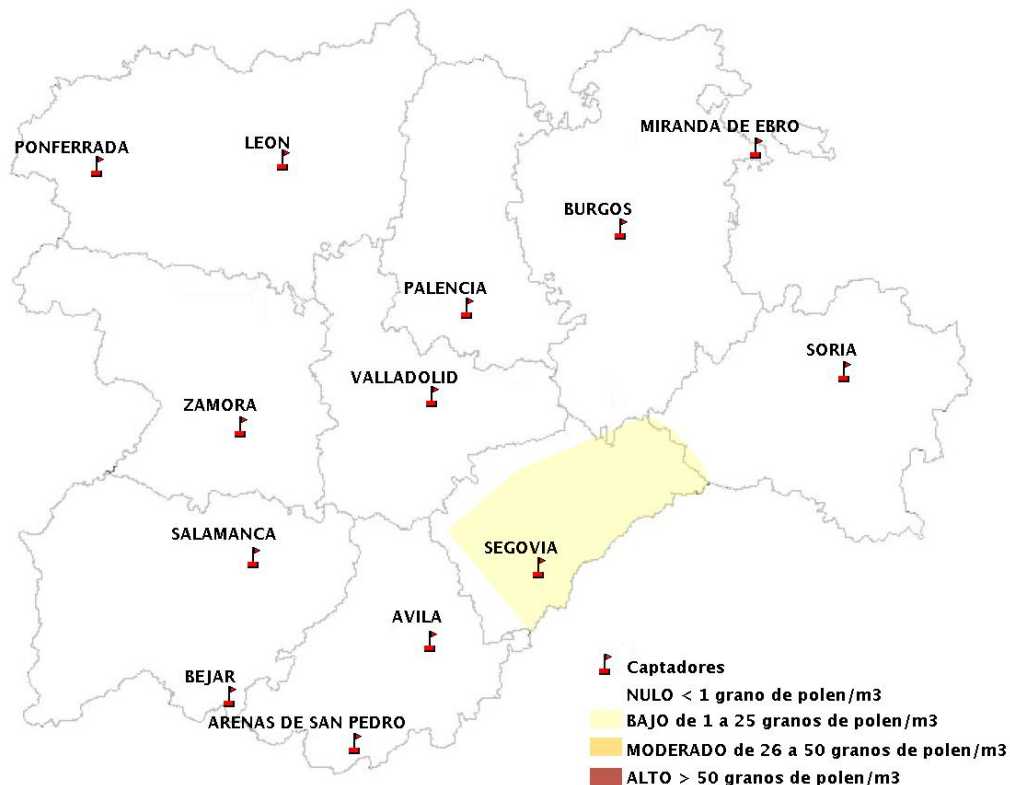 MIRANDA DE EBRO
PONFERRADA
LEON
BURGOS
PALENCIA
SORIA
VALLADOLID
ZAMORA
SALAMANCA
SEGOVIA
AVILA
BEJAR
ARENAS DE SAN PEDRO
Captadores
NULO < 1 grano de polen/m3
BAJO de 1 a 25 granos de polen/m3
MODERADO de 26 a 50 granos de polen/m3
ALTO > 50 granos de polen/m3